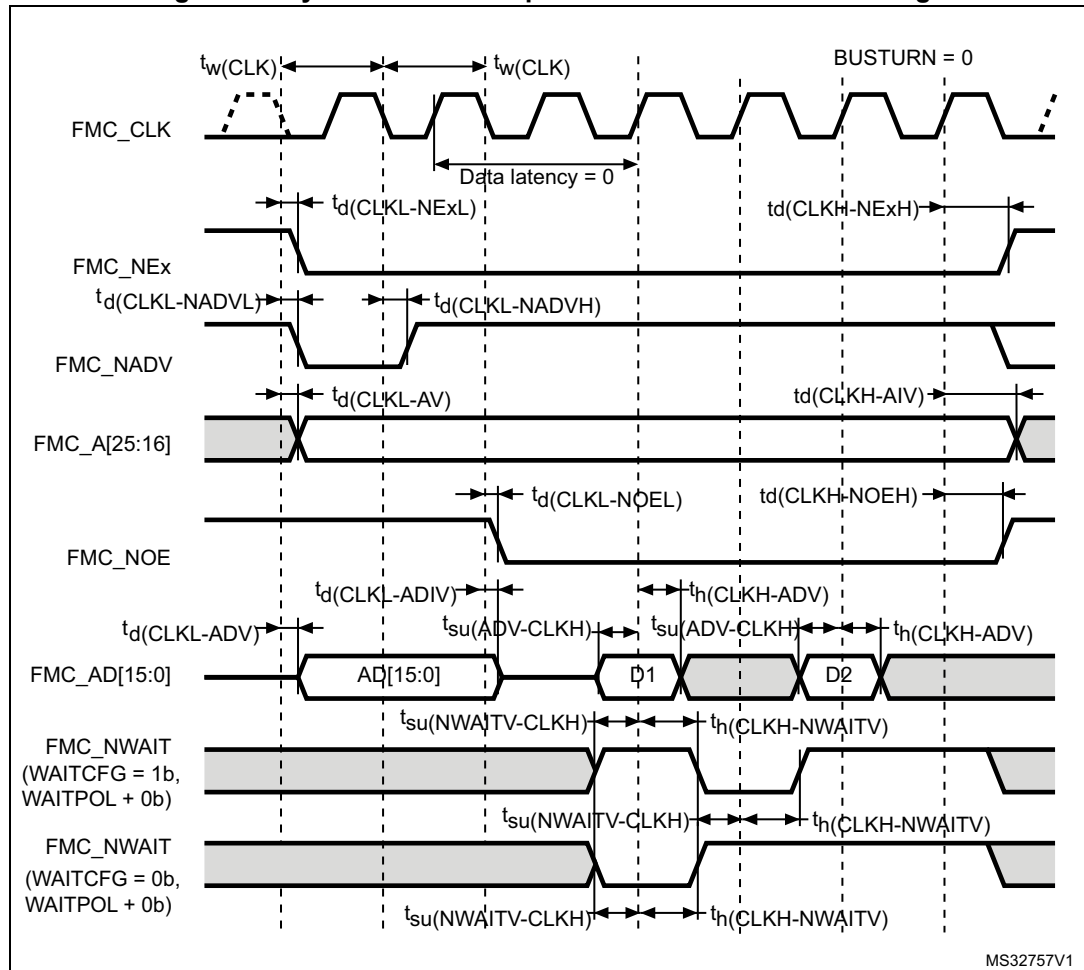 BUSTURN = 0
tw(CLK) tw(CLK)
FMC_CLK
Data latency = 0
td(CLKL-NExL) td(CLKH-NExH)
FMC_NEx
td(CLKL-NADVL) td(CLKL-NADVH)
FMC_NADV
td(CLKL-AV) td(CLKH-AIV)
FMC_A[25:16]
td(CLKL-NOEL) td(CLKH-NOEH)
FMC_NOE
td(CLKL-ADIV) th(CLKH-ADV)
td(CLKL-ADV) tsu(ADV-CLKH) tsu(ADV-CLKH) th(CLKH-ADV)
FMC_AD[15:0] AD[15:0] D1 D2
tsu(NWAITV-CLKH) th(CLKH-NWAITV)
FMC_NWAIT
(WAITCFG = 1b,
WAITPOL + 0b)
tsu(NWAITV-CLKH) th(CLKH-NWAITV)
FMC_NWAIT
(WAITCFG = 0b,
WAITPOL + 0b)
tsu(NWAITV-CLKH) th(CLKH-NWAITV)
MS32757V1